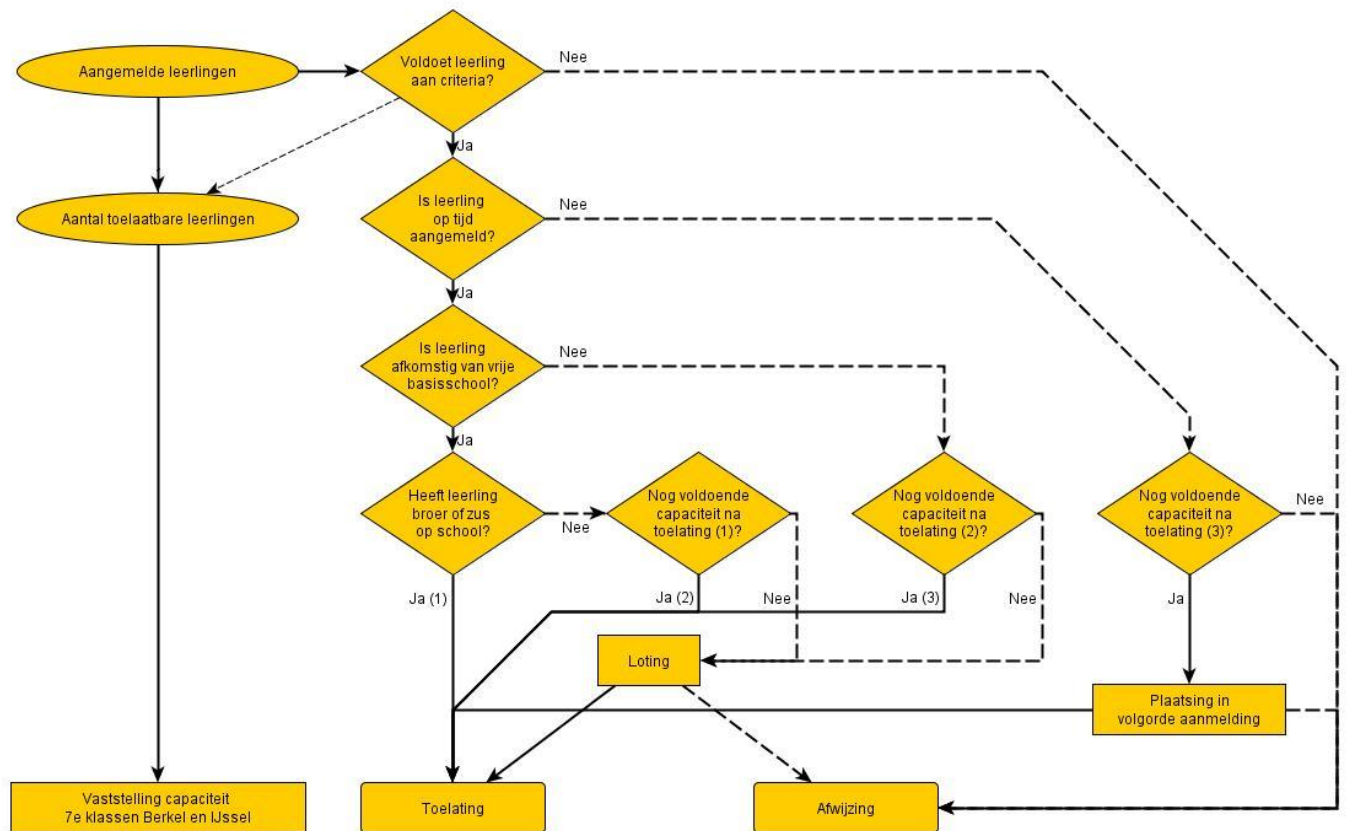 Aangemelde leerlingen
Voldoet leerling
aan criteria?
Nee
Ja
Aantal toelaatbare leerlingen
Is leerling
op tijd
aangemeld?
Nee
Ja
Is leerling
afkomstig van vrije
basisschool?
Nee
Ja
Heeft leerling
broer of zus
op school?
Nee
Nog voldoende
capaciteit na
toelating (1)?
Nog voldoende
capaciteit na
toelating (2)?
Nog voldoende
capaciteit na
toelating (3)?
Nee
Ja (1)
Ja (2)
Nee
Ja (3)
Nee
Ja
Loting
Plaatsing in
volgorde aanmelding
Vaststelling capaciteit
7e klassen Berkel en IJssel
Toelating
Afwijzing